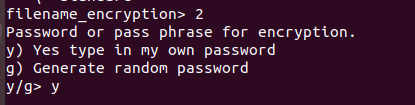 filename_encryption> 2
Password or pass phrase for encryption.
y) Yes type in my own password
g) Generate random password
y/g> y